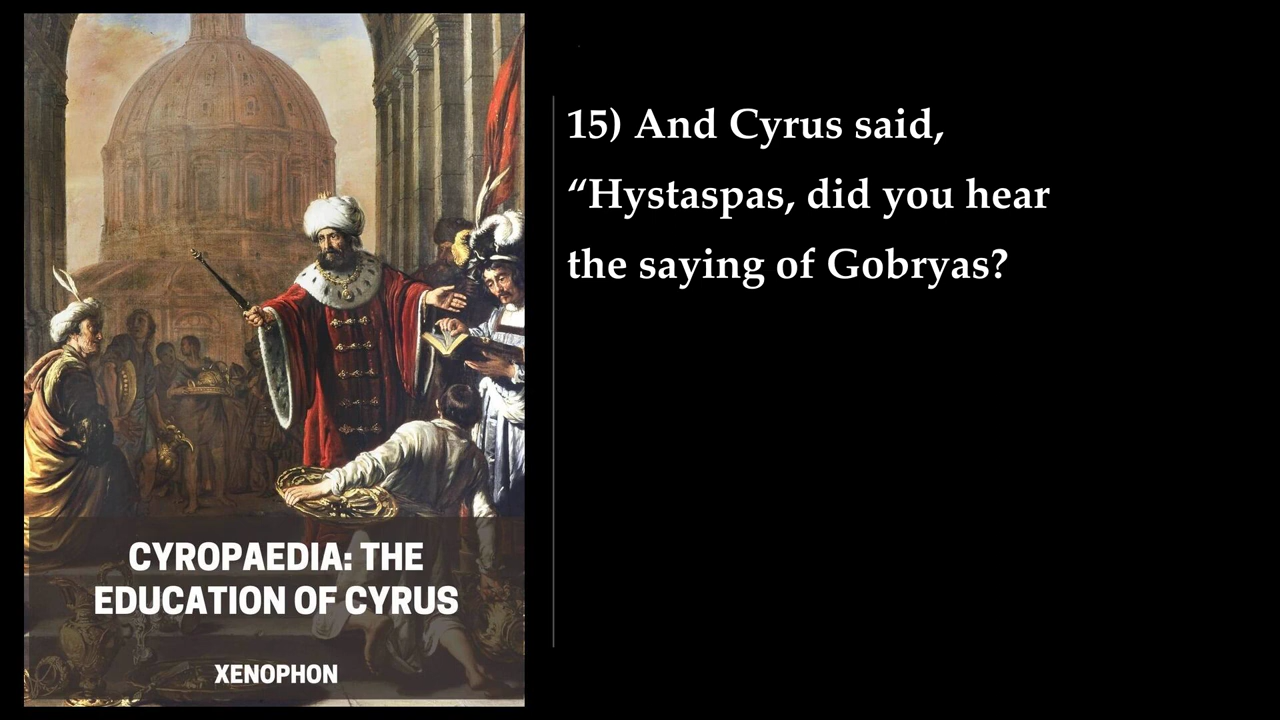 15) And Cyrus said,
“Hystaspas, did you hear
the saying of Gobryas?
CYROPAEDIA: THE
EDUCATION OF CYRUS
XENOPHON